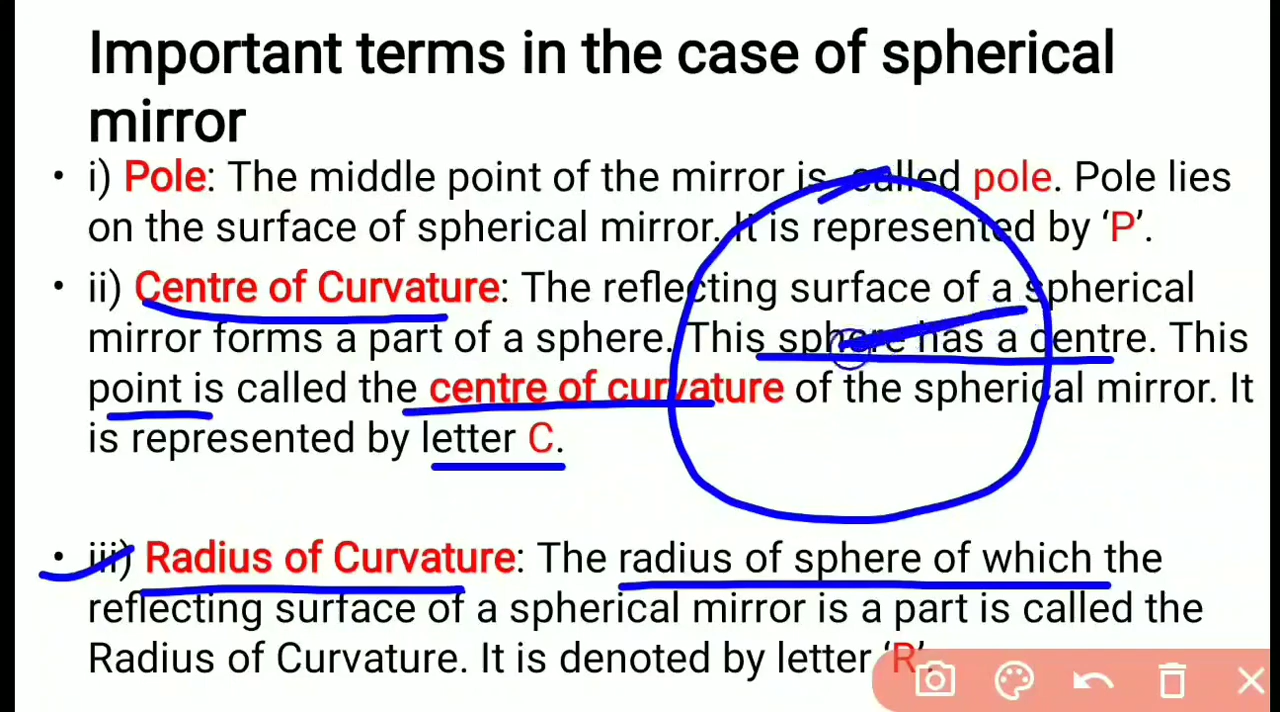 Important terms in the case of spherical
mirror
• i) Pole: The middle point of the mirror is called pole. Pole lies
on the surface of spherical mirror. It is represented by ‘P’.
• ii) Centre of Curvature: The reflecting surface of a spherical
mirror forms a part of a sphere. This sphere has a centre. This
point is called the centre of curvature of the spherical mirror. It
is represented by letter C.
• iii) Radius of Curvature: The radius of sphere of which the
reflecting surface of a spherical mirror is a part is called the
Radius of Curvature. It is denoted by letter ‘R’.